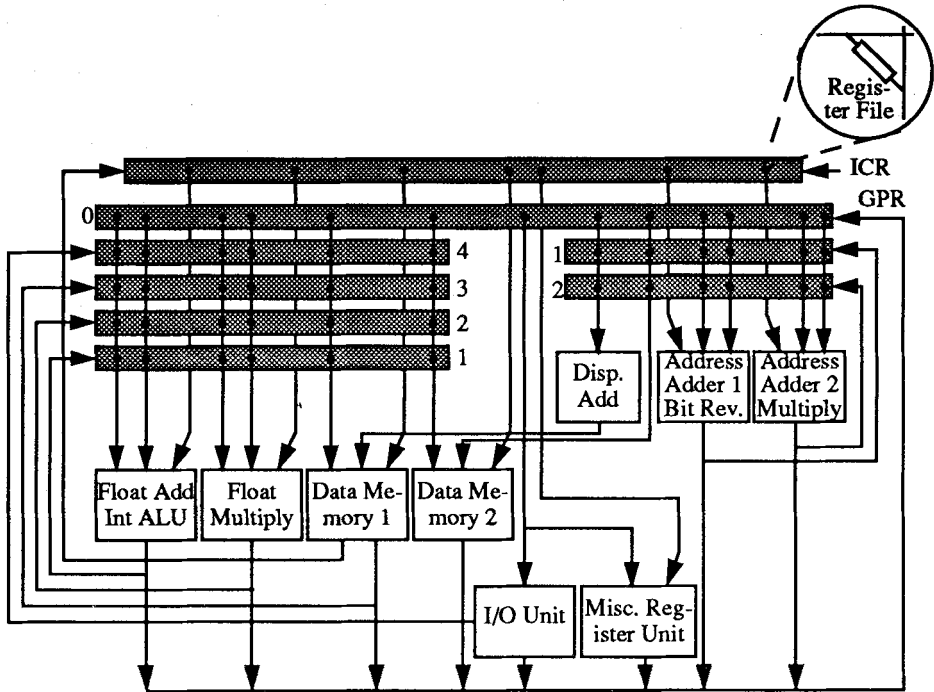 Regis-
ter File
ICR
GPR
0
4
1
3
2
2
1
Disp.
Add
Address
Adder 1
Bit Rev.
Address
Adder 2
Multiply
Float Add
Int ALU
Float
Multiply
Data Me-
mory 1
Data Me-
mory 2
I/O Unit
Misc. Reg-
ister Unit